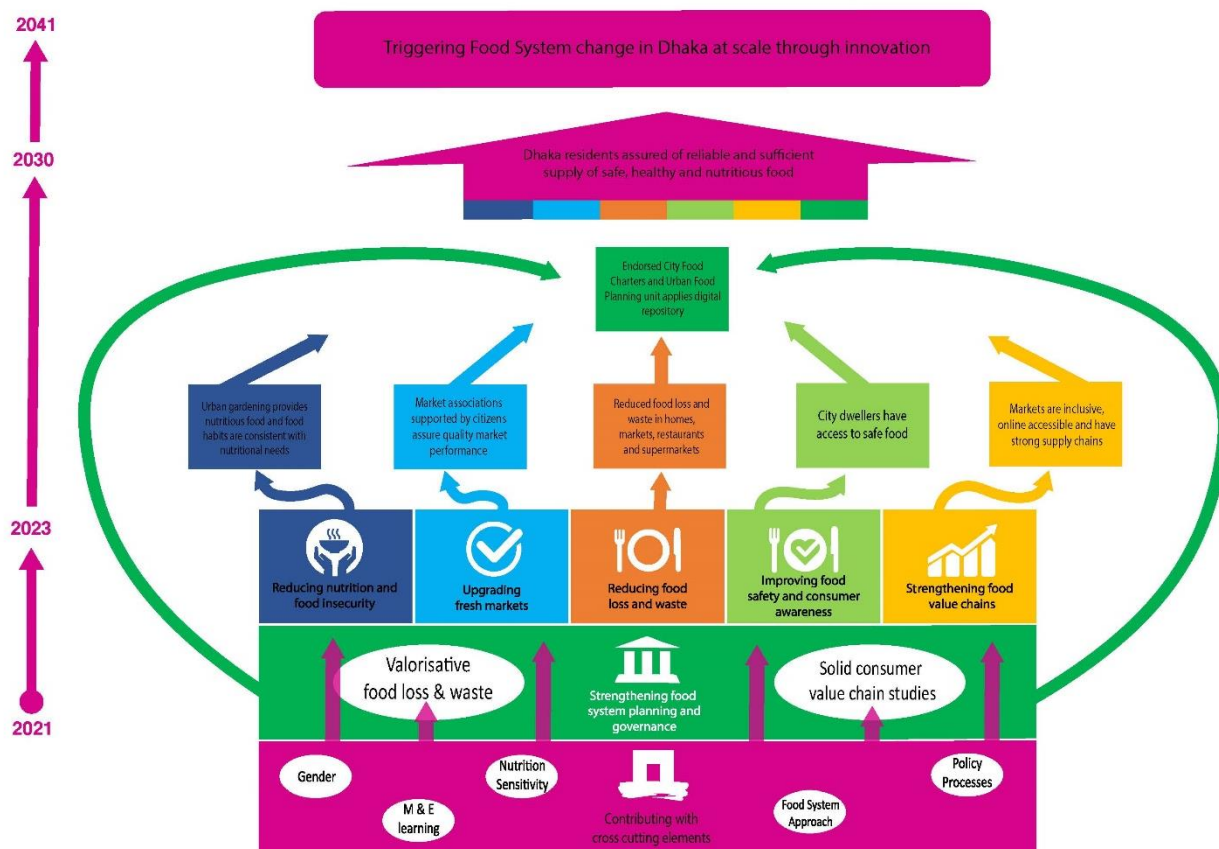 2041
Triggering Food System change in Dhaka at scale through innovation
2030
Dhaka residents assured of reliable and sufficient
supply of safe, healthy and nutritious food
Endorsed City Food
Charters and Urban Food
Planning unit applies digital
repository
Urban gardening provides
nutritious food and food
habits are consistent with
nutritional needs
Market associations
supported by citizens
assure quality market
performance
Reduced food loss and
waste in homes,
markets, restaurants
and supermarkets
City dwellers have
access to safe food
Markets are inclusive,
online accessible and have
strong supply chains
2023
Reducing nutrition and
food insecurity
Upgrading
fresh markets
Reducing food
loss and waste
Improving food
safety and consumer
awareness
Strengthening food
value chains
Valorisative
food loss & waste
Strengthening food
system planning and
governance
Solid consumer
value chain studies
2021
Gender
M & E
learning
Nutrition
Sensitivity
Contributing with
cross cutting elements
Food System
Approach
Policy
Processes